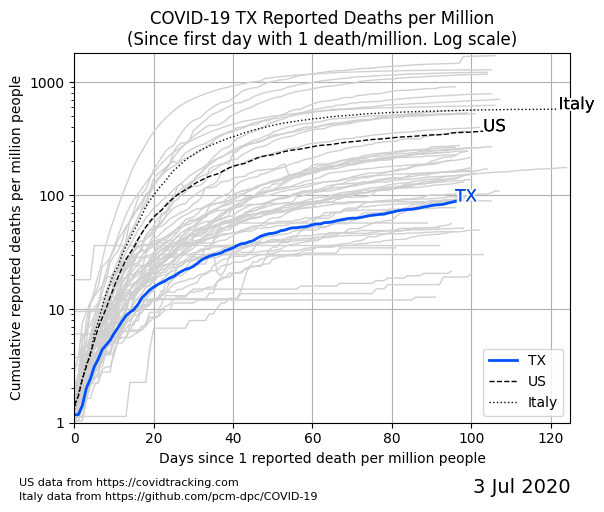 COVID-19 TX Reported Deaths per Million
(Since first day with 1 death/million. Log scale)
Cumulative reported deaths per million people
1000
100
10
1
Italy
US
TX
TX
US
Italy
0 20 40 60 80 100 120
Days since 1 reported death per million people
US data from https://covidtracking.com
Italy data from https://github.com/pcm-dpc/COVID-19
3 Jul 2020